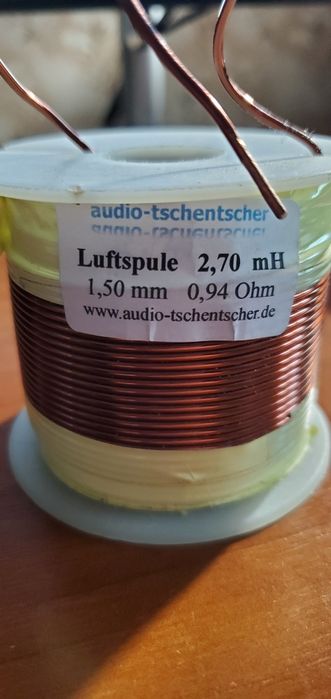 audio-tschentscher
Luftspule 2,70 mH
1,50 mm 0,94 Ohm
www.audio-tschentscher.de